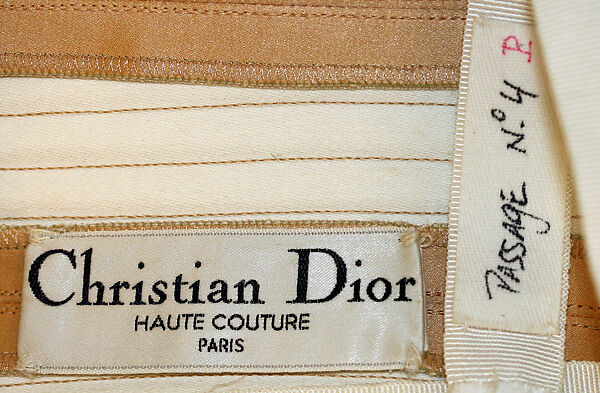 Christian Dior
HAUTE COUTURE
PARIS
PASSAGE N.º 4